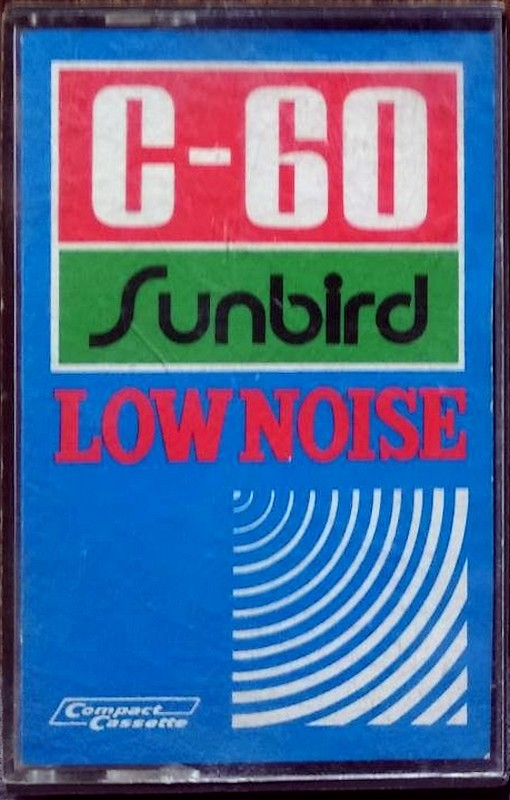 C-60
Sunbird
LOW NOISE
Compact
Cassette